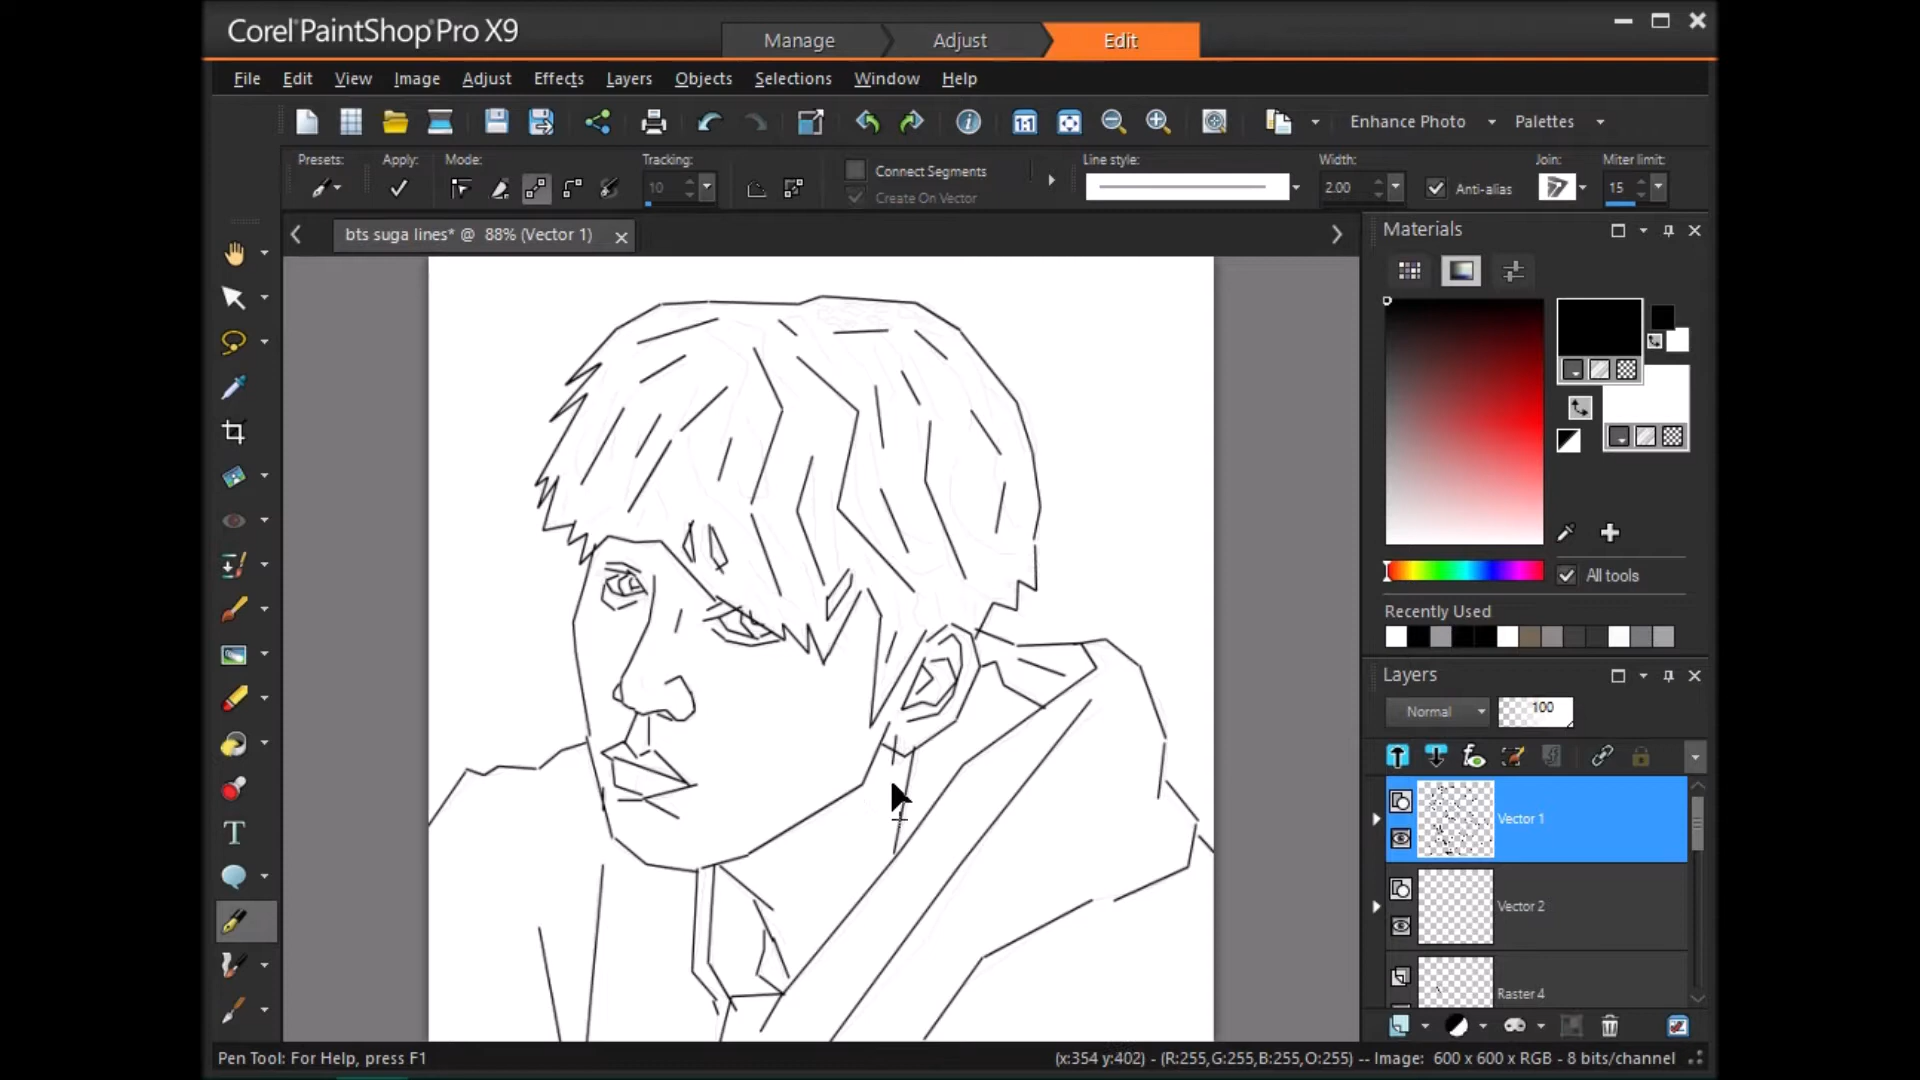 Corel PaintShop Pro X9
Manage
Adjust
Edit
File Edit View Image Adjust Effects Layers Objects Selections Window Help
1:1
Enhance Photo
Palettes
Presets:
Apply:
Mode:
Tracking:
10
Connect Segments
Create On Vector
Line style:
Width:
2.00
Anti-alias
Join:
Miter limit:
15
bts suga lines* @ 88% (Vector 1)
Materials
All tools
Recently Used
Layers
Normal
100
Vector 1
Vector 2
Raster 4
Pen Tool: For Help, press F1
(x:354 y:402) - (R:255,G:255,B:255,O:255) -- Image: 600 x 600 x RGB - 8 bits/channel